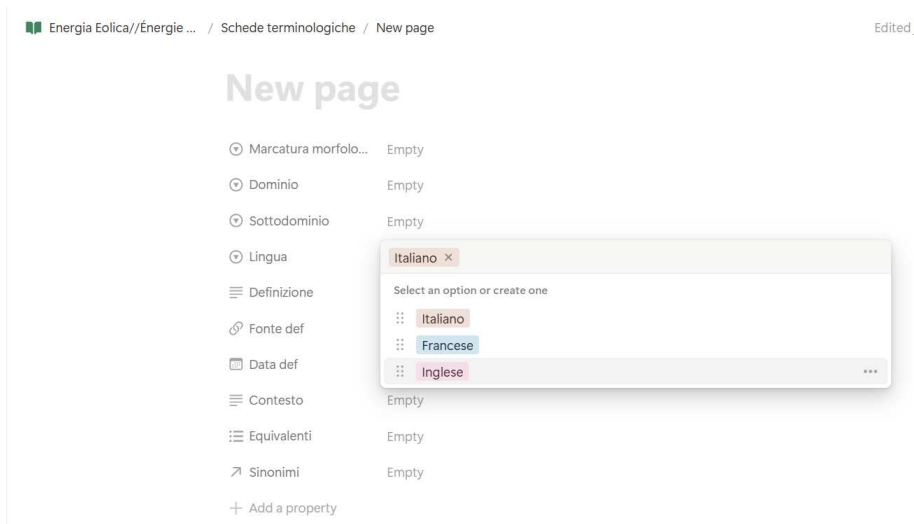 Energia Eolica//Énergie ... / Schede terminologiche / New page
Edited
New page
Marcatura morfolo... Empty
Dominio Empty
Sottodominio Empty
Lingua Italiano ×
Select an option or create one
Italiano
Francese
Inglese
Definizione
Fonte def
Data def
Contesto Empty
Equivalenti Empty
Sinonimi Empty
Add a property